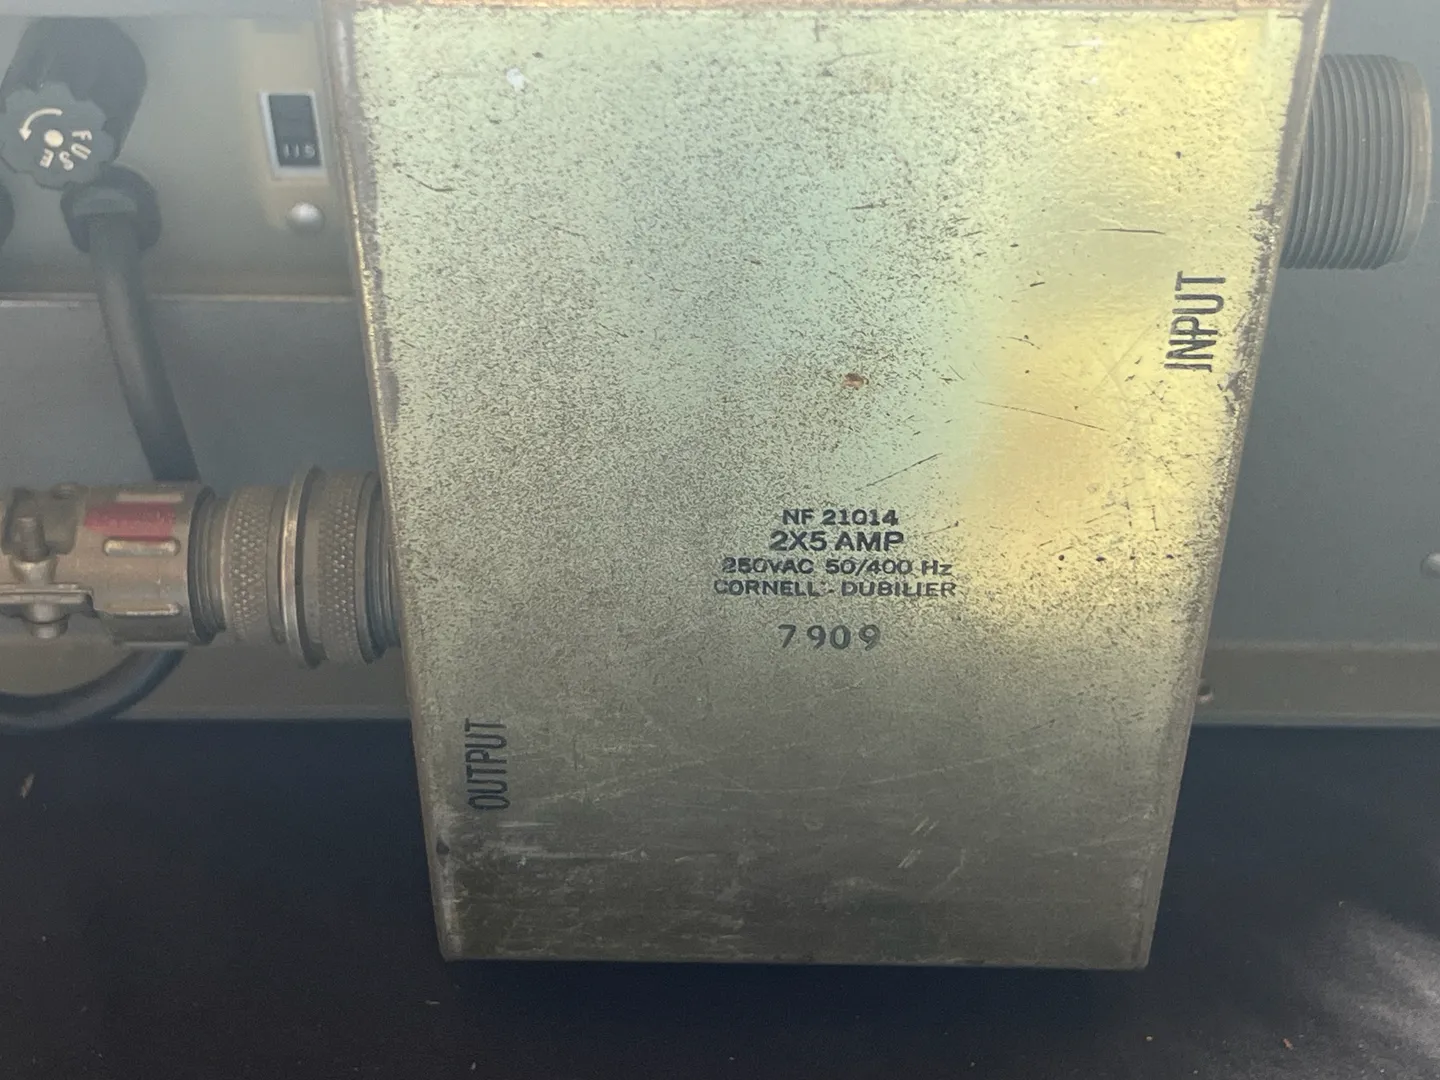 FUSE
115
INPUT
NF 21014
2X5 AMP
250VAC 50/400 Hz
CORNELL-DUBILIER
7909
OUTPUT